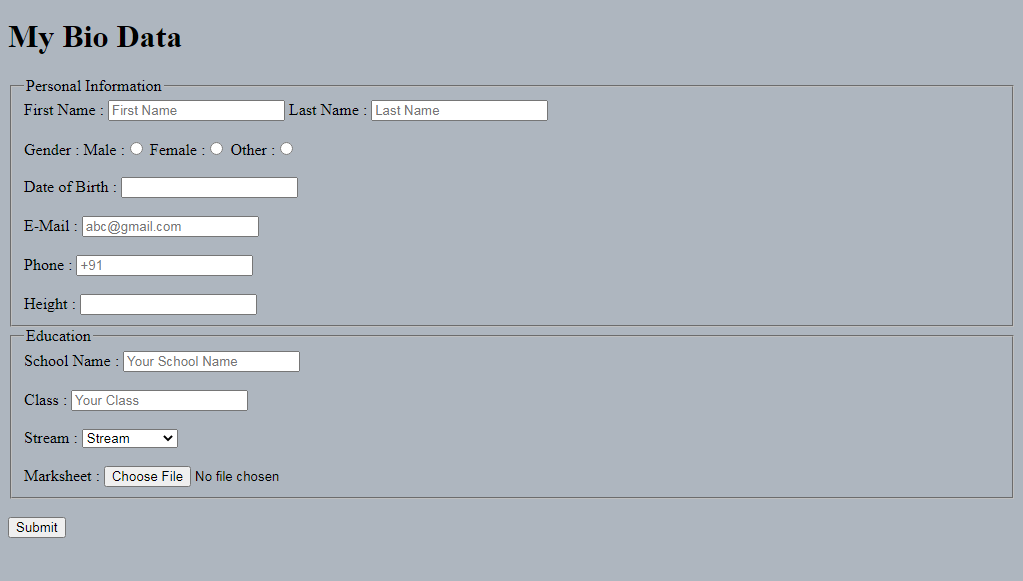 My Bio Data
Personal Information
First Name : First Name Last Name : Last Name
Gender : Male : Female : Other :
Date of Birth :
E-Mail : abc@gmail.com
Phone : +91
Height :
Education
School Name : Your School Name
Class : Your Class
Stream : Stream
Marksheet : Choose File No file chosen
Submit